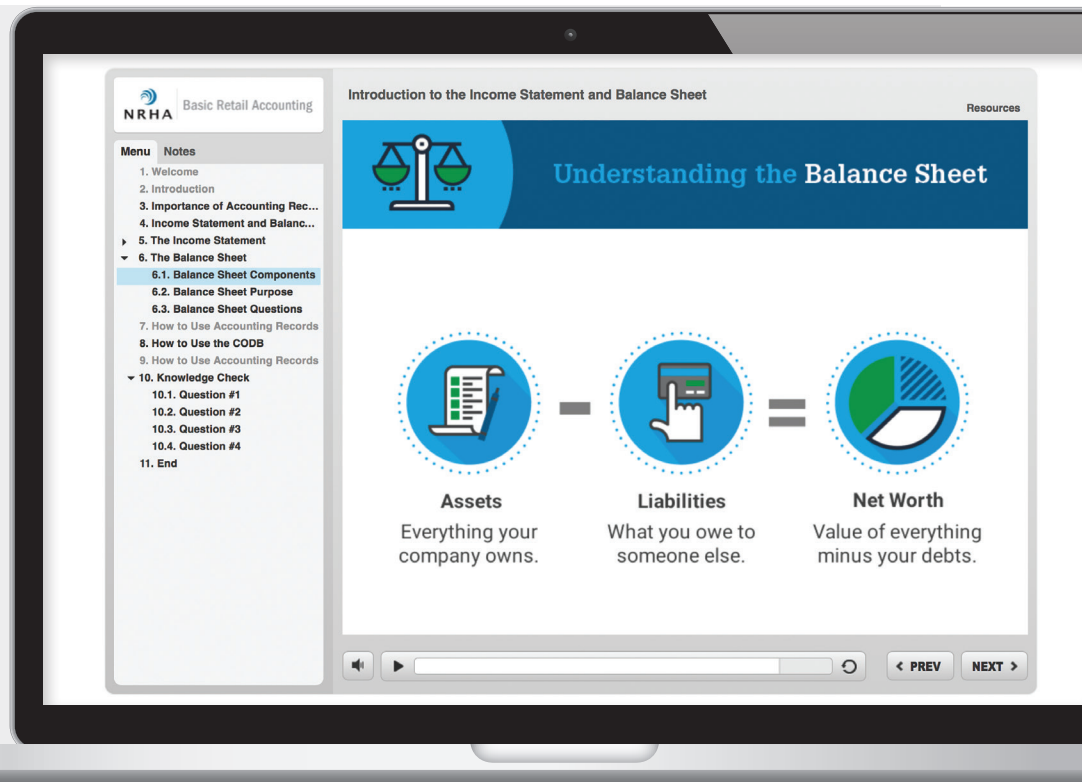 NRHA
Basic Retail Accounting
Menu Notes
1. Welcome
2. Introduction
3. Importance of Accounting Rec...
4. Income Statement and Balanc...
5. The Income Statement
6. The Balance Sheet
6.1. Balance Sheet Components
6.2. Balance Sheet Purpose
6.3. Balance Sheet Questions
7. How to Use Accounting Records
8. How to Use the CODB
9. How to Use Accounting Records
10. Knowledge Check
10.1. Question #1
10.2. Question #2
10.3. Question #3
10.4. Question #4
11. End
Introduction to the Income Statement and Balance Sheet
Resources
Understanding the Balance Sheet
Assets
Everything your
company owns.
Liabilities
What you owe to
someone else.
Net Worth
Value of everything
minus your debts.
< PREV
NEXT >